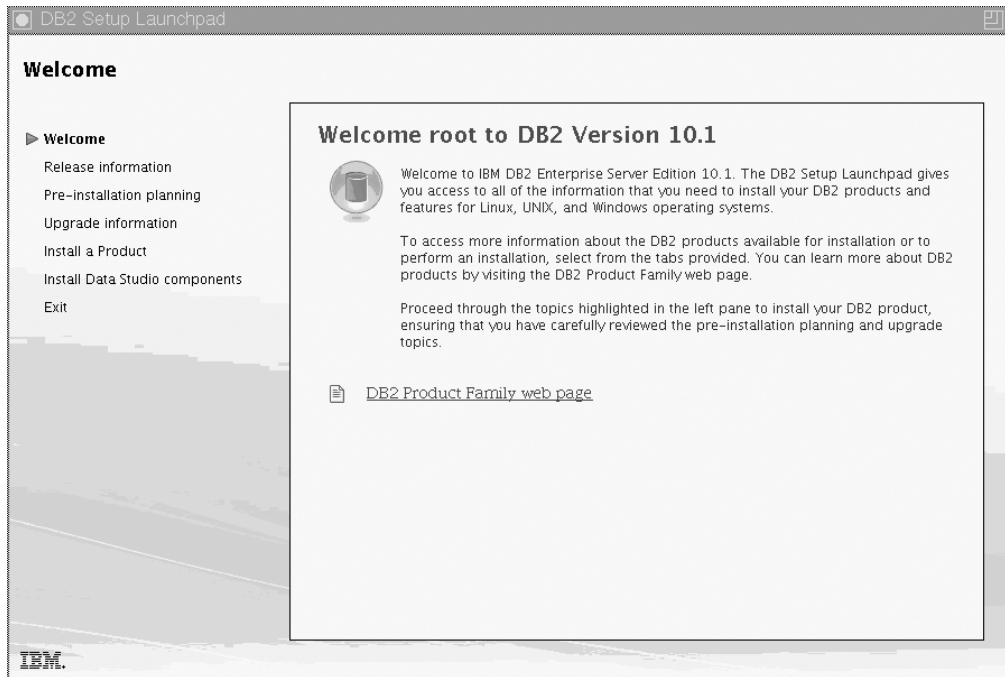 DB2 Setup Launchpad
Welcome
Welcome
Release information
Pre-installation planning
Upgrade information
Install a Product
Install Data Studio components
Exit
Welcome root to DB2 Version 10.1
Welcome to IBM DB2 Enterprise Server Edition 10.1. The DB2 Setup Launchpad gives
you access to all of the information that you need to install your DB2 products and
features for Linux, UNIX, and Windows operating systems.
To access more information about the DB2 products available for installation or to
perform an installation, select from the tabs provided. You can learn more about DB2
products by visiting the DB2 Product Family web page.
Proceed through the topics highlighted in the left pane to install your DB2 product,
ensuring that you have carefully reviewed the pre-installation planning and upgrade
topics.
DB2 Product Family web page
IBM.